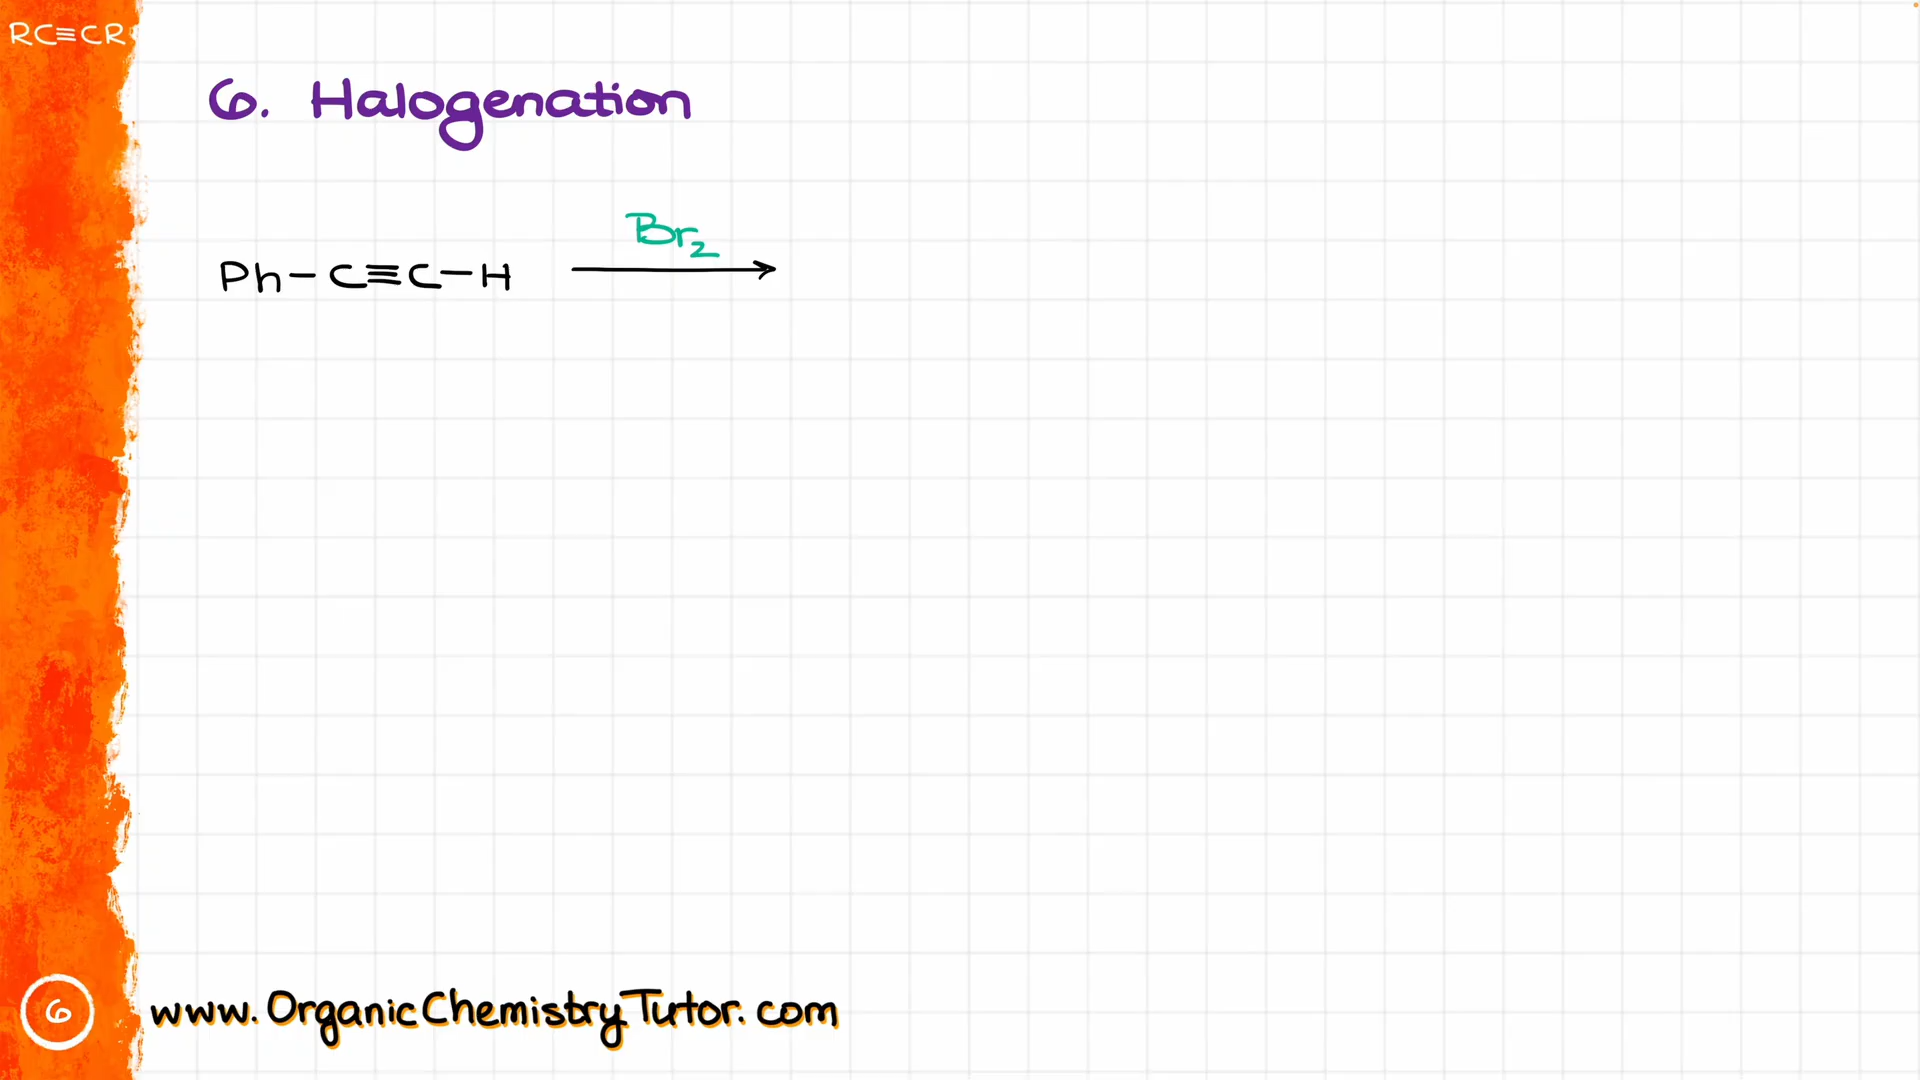 RC≡CR
6. Halogenation
Br₂
Ph–C≡C–H
6
www.OrganicChemistryTutor.com